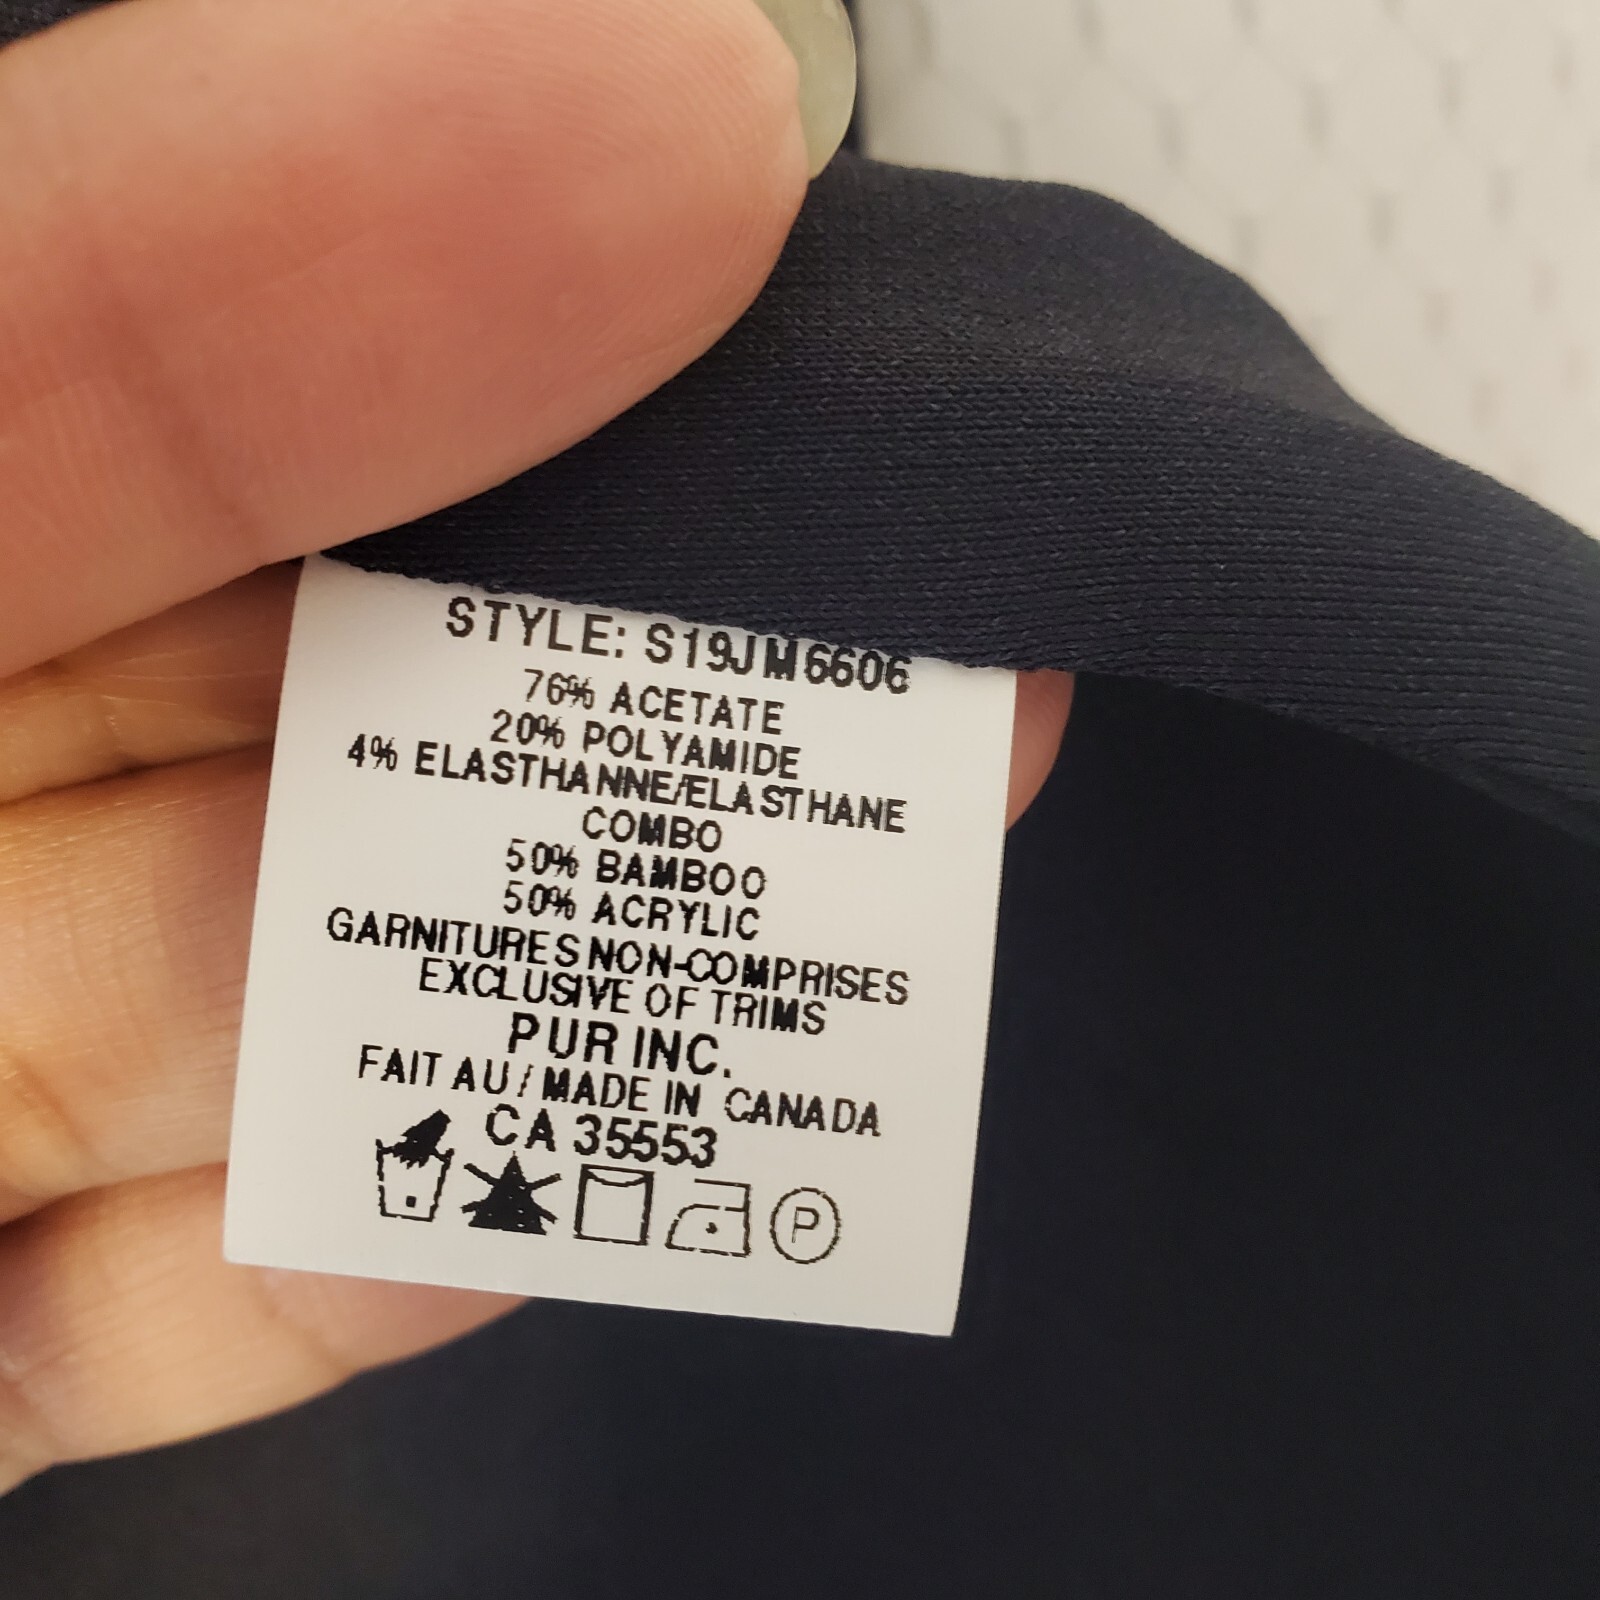 STYLE: S19JM6606
76% ACETATE
20% POLYAMIDE
4% ELASTHANNE/ELASTHANE
COMBO
50% BAMBOO
50% ACRYLIC
GARNITURES NON-COMPRISES
EXCLUSIVE OF TRIMS
PUR INC.
FAIT AU / MADE IN CANADA
CA 35553
P